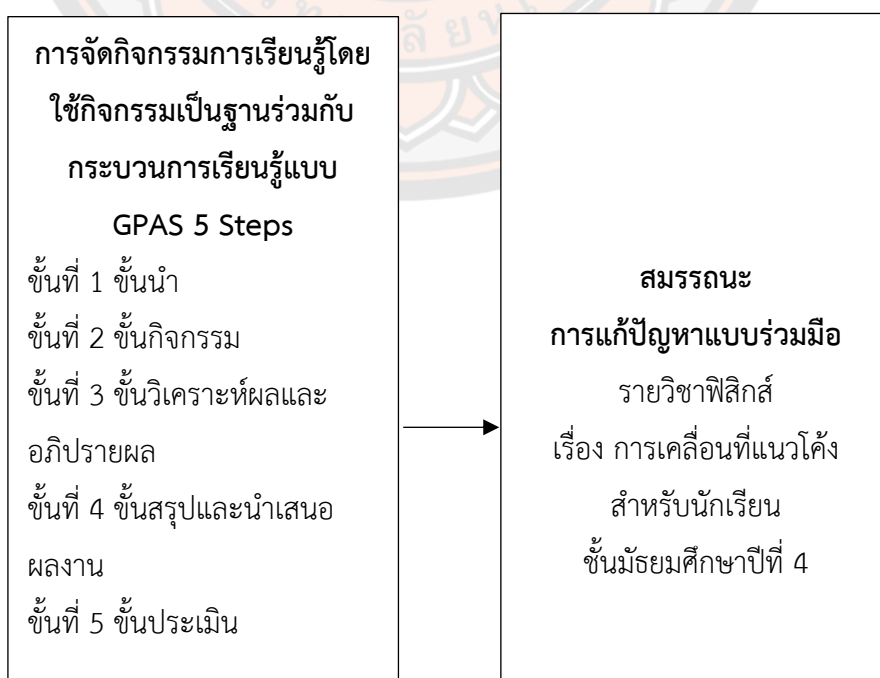 การจัดกิจกรรมการเรียนรู้โดย
ใช้กิจกรรมเป็นฐานร่วมกับ
กระบวนการเรียนรู้แบบ
GPAS 5 Steps
ขั้นที่ 1 ขั้นนำ
ขั้นที่ 2 ขั้นกิจกรรม
ขั้นที่ 3 ขั้นวิเคราะห์ผลและ
อภิปรายผล
ขั้นที่ 4 ขั้นสรุปและนำเสนอ
ผลงาน
ขั้นที่ 5 ขั้นประเมิน
สมรรถนะ
การแก้ปัญหาแบบร่วมมือ
รายวิชาฟิสิกส์
เรื่อง การเคลื่อนที่แนวโค้ง
สำหรับนักเรียน
ชั้นมัธยมศึกษาปีที่ 4